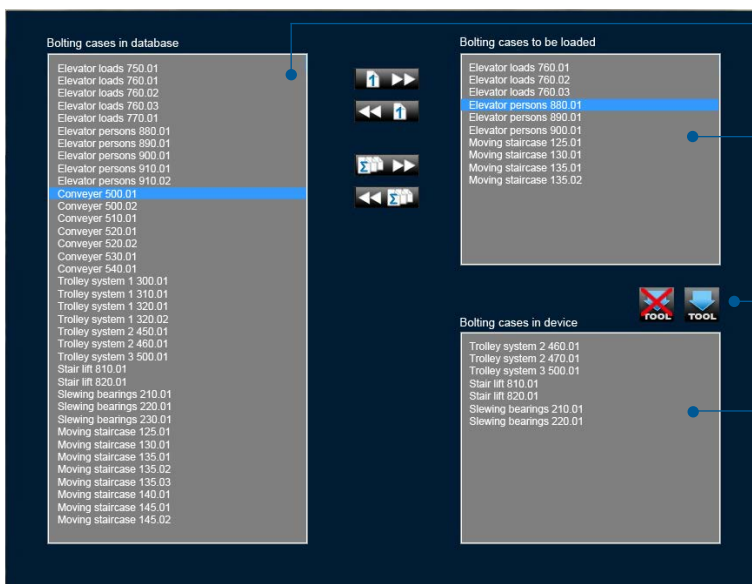 Bolting cases in database
Elevator loads 750.01
Elevator loads 760.01
Elevator loads 760.02
Elevator loads 760.03
Elevator loads 770.01
Elevator persons 880.01
Elevator persons 890.01
Elevator persons 900.01
Elevator persons 910.01
Elevator persons 910.02
Conveyer 500.01
Conveyer 500.02
Conveyer 510.01
Conveyer 520.01
Conveyer 520.02
Conveyer 530.01
Conveyer 540.01
Trolley system 1 300.01
Trolley system 1 310.01
Trolley system 1 320.01
Trolley system 1 320.02
Trolley system 2 450.01
Trolley system 2 460.01
Trolley system 3 500.01
Stair lift 810.01
Stair lift 820.01
Slewing bearings 210.01
Slewing bearings 220.01
Slewing bearings 230.01
Moving staircase 125.01
Moving staircase 130.01
Moving staircase 135.01
Moving staircase 135.02
Moving staircase 135.03
Moving staircase 140.01
Moving staircase 145.01
Moving staircase 145.02
1
1
Σ
Σ
Bolting cases to be loaded
Elevator loads 760.01
Elevator loads 760.02
Elevator loads 760.03
Elevator persons 880.01
Elevator persons 890.01
Elevator persons 900.01
Moving staircase 125.01
Moving staircase 130.01
Moving staircase 135.01
Moving staircase 135.02
TOOL TOOL
Bolting cases in device
Trolley system 2 460.01
Trolley system 2 470.01
Trolley system 3 500.01
Stair lift 810.01
Stair lift 820.01
Slewing bearings 210.01
Slewing bearings 220.01